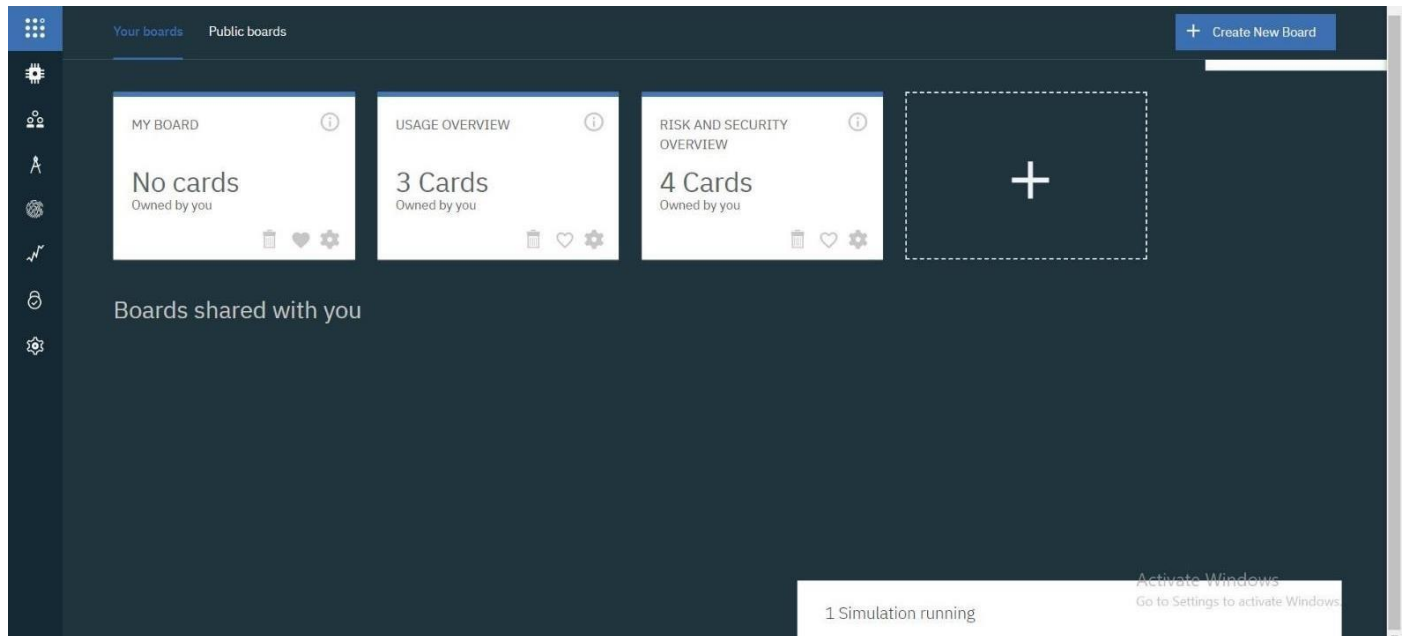 Your boards
Public boards
+ Create New Board
MY BOARD
No cards
Owned by you
USAGE OVERVIEW
3 Cards
Owned by you
RISK AND SECURITY
OVERVIEW
4 Cards
Owned by you
Boards shared with you
1 Simulation running
Activate Windows
Go to Settings to activate Windows.